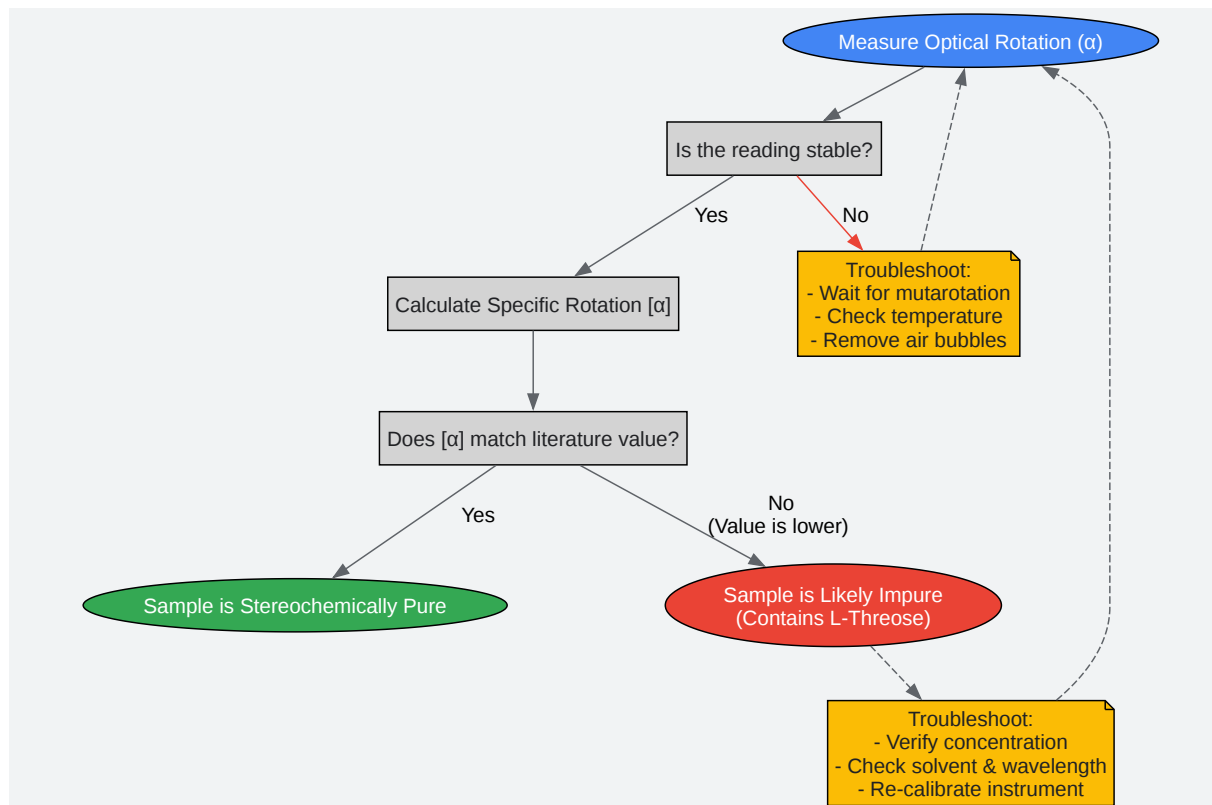 Measure Optical Rotation (α)
Is the reading stable?
Yes
No
Troubleshoot:
- Wait for mutarotation
- Check temperature
- Remove air bubbles
Calculate Specific Rotation [α]
Does [α] match literature value?
Yes
No
(Value is lower)
Sample is Stereochemically Pure
Sample is Likely Impure
(Contains L-Threose)
Troubleshoot:
- Verify concentration
- Check solvent & wavelength
- Re-calibrate instrument